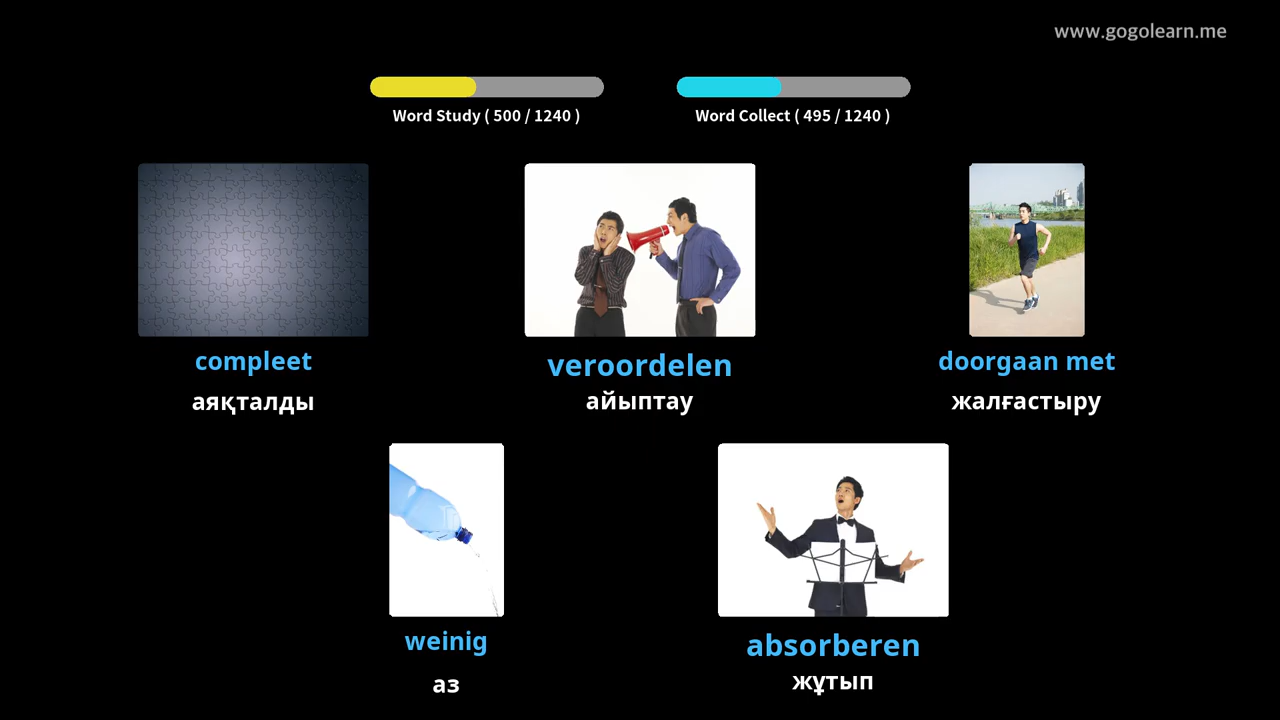 www.gogolearn.me
Word Study ( 500 / 1240 )
Word Collect ( 495 / 1240 )
compleet
аяқталды
veroordelen
айыптау
doorgaan met
жалғастыру
weinig
аз
absorberen
жұтып